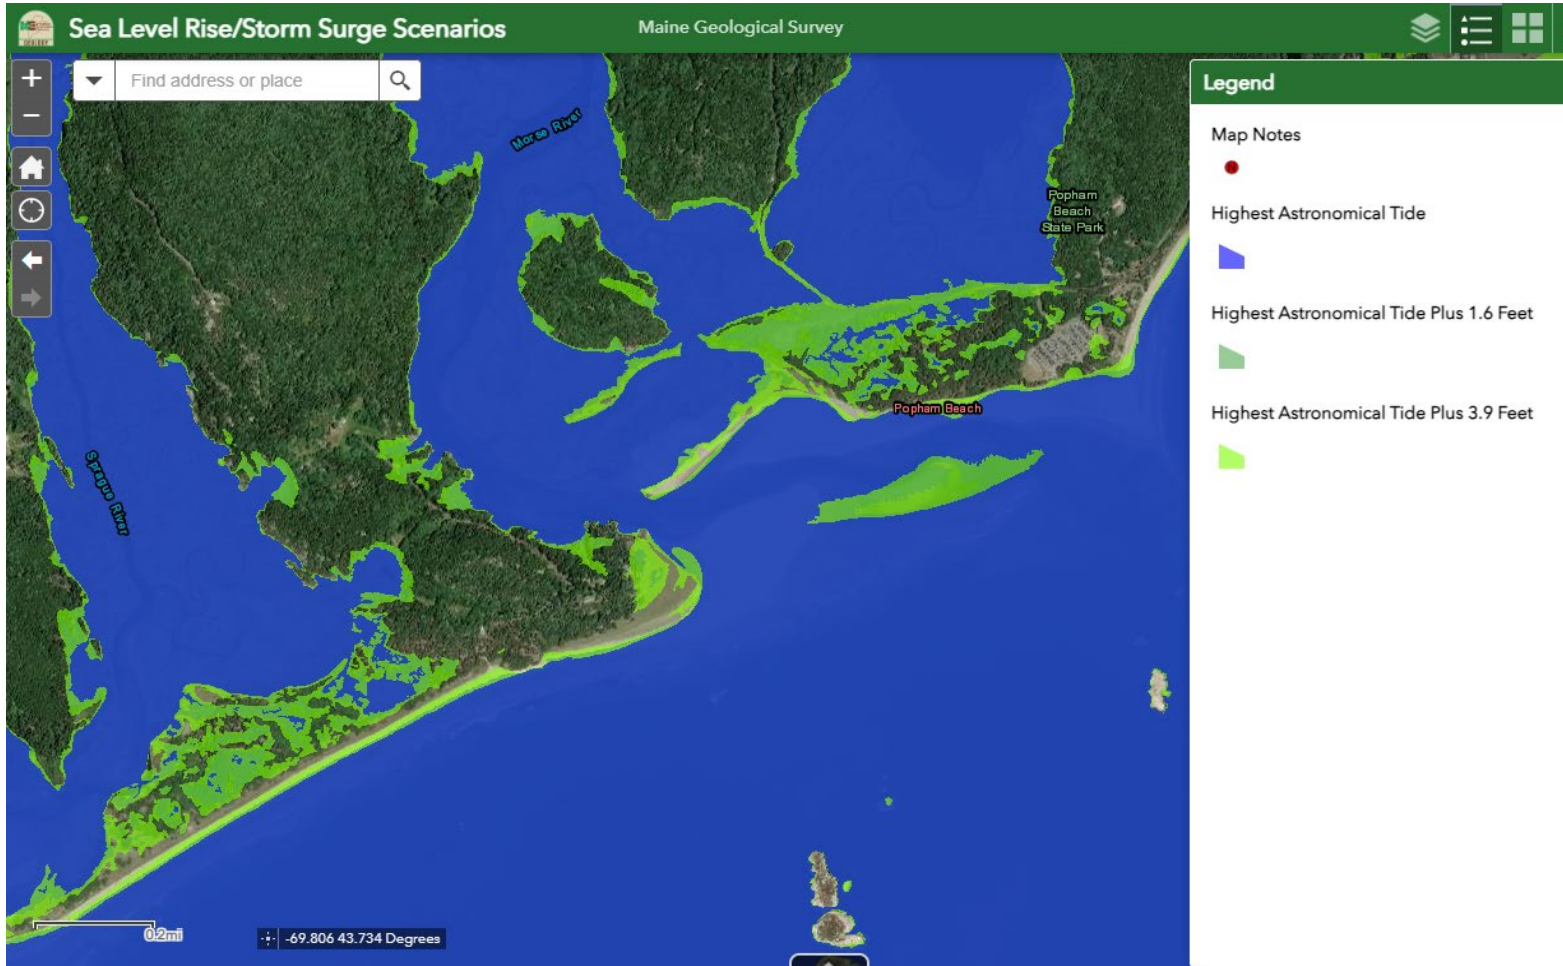 Sea Level Rise/Storm Surge Scenarios
Maine Geological Survey
Find address or place
Legend
Map Notes
Highest Astronomical Tide
Highest Astronomical Tide Plus 1.6 Feet
Highest Astronomical Tide Plus 3.9 Feet
Morse River
Popham
Beach
State Park
Popham Beach
Sprague River
0.2mi
-69.806 43.734 Degrees